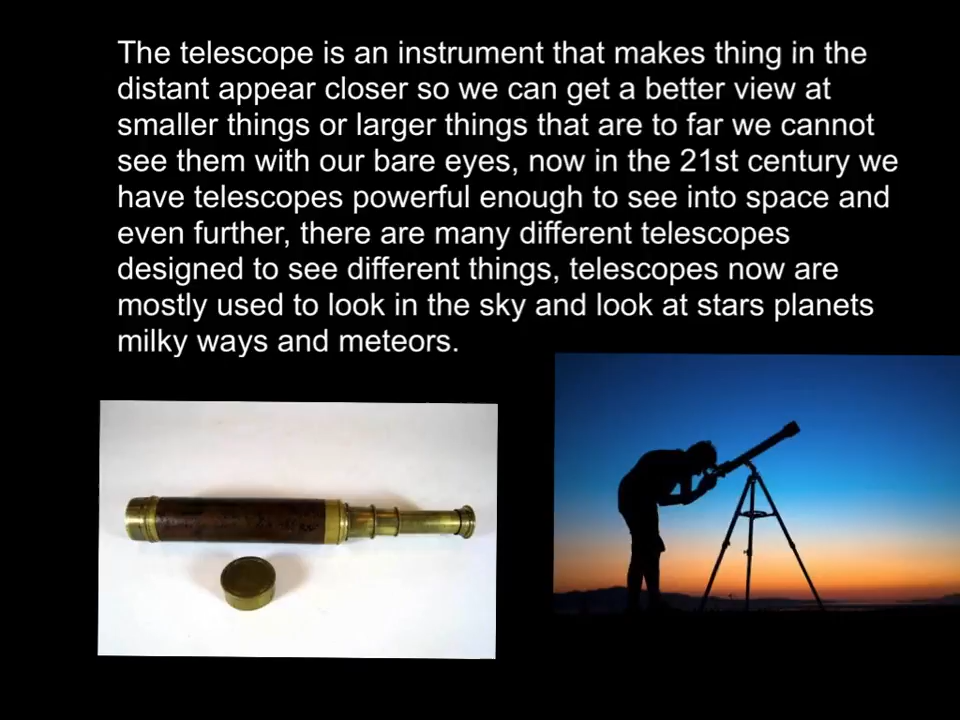 The telescope is an instrument that makes thing in the
distant appear closer so we can get a better view at
smaller things or larger things that are to far we cannot
see them with our bare eyes, now in the 21st century we
have telescopes powerful enough to see into space and
even further, there are many different telescopes
designed to see different things, telescopes now are
mostly used to look in the sky and look at stars planets
milky ways and meteors.